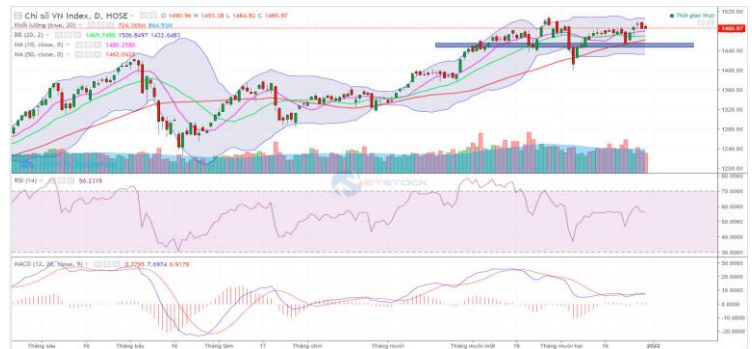 Chỉ số VN Index, D, HOSE O 1490.96 H 1493.38 L 1484.82 C 1485.97
Thời gian thực
Khối lượng (true, 20) 724.365M 864.93M
BB (20, 2) 1469.7490 1506.8497 1432.6483
MA (10, close, 0) 1480.2580
MA (50, close, 0) 1462.0420
1520.00
1485.97
1440.00
1400.00
1360.00
1320.00
1280.00
1240.00
1200.00
VIETSTOCK
RSI (14) 56.2319
80.0000
70.0000
60.0000
50.0000
40.0000
30.0000
MACD (12, 26, close, 9) 0.7795 7.6974 6.9179
30.0000
20.0000
10.0000
0.0000
-10.0000
-20.0000
Tháng sáu 16 Tháng bảy 16 Tháng tám 17 Tháng chín Tháng mười Tháng mười một 16 Tháng mười hai 16 2022